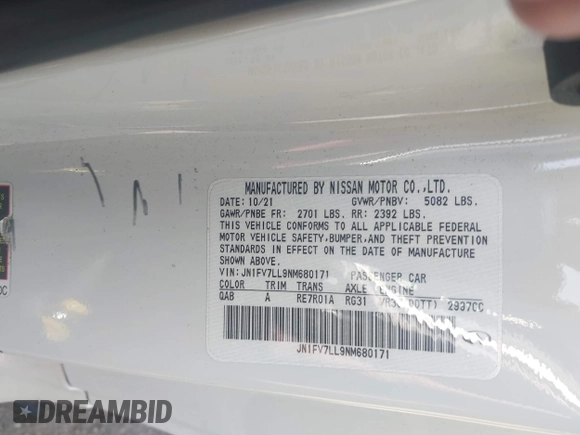 MANUFACTURED BY NISSAN MOTOR CO.,LTD.
DATE: 10/21 GVWR/PNBV: 5082 LBS.
GAWR/PNBE FR: 2701 LBS. RR: 2392 LBS.
THIS VEHICLE CONFORMS TO ALL APPLICABLE FEDERAL
MOTOR VEHICLE SAFETY,BUMPER,AND THEFT PREVENTION
STANDARDS IN EFFECT ON THE DATE OF MANUFACTURE
SHOWN ABOVE.
VIN: JN1FV7LL9NM680171 PASSENGER CAR
COLOR TRIM TRANS AXLE ENGINE
QAB A RE7R01A RG31 VR30(DDTT) 2997CC
JN1FV7LL9NM680171
DREAMBID